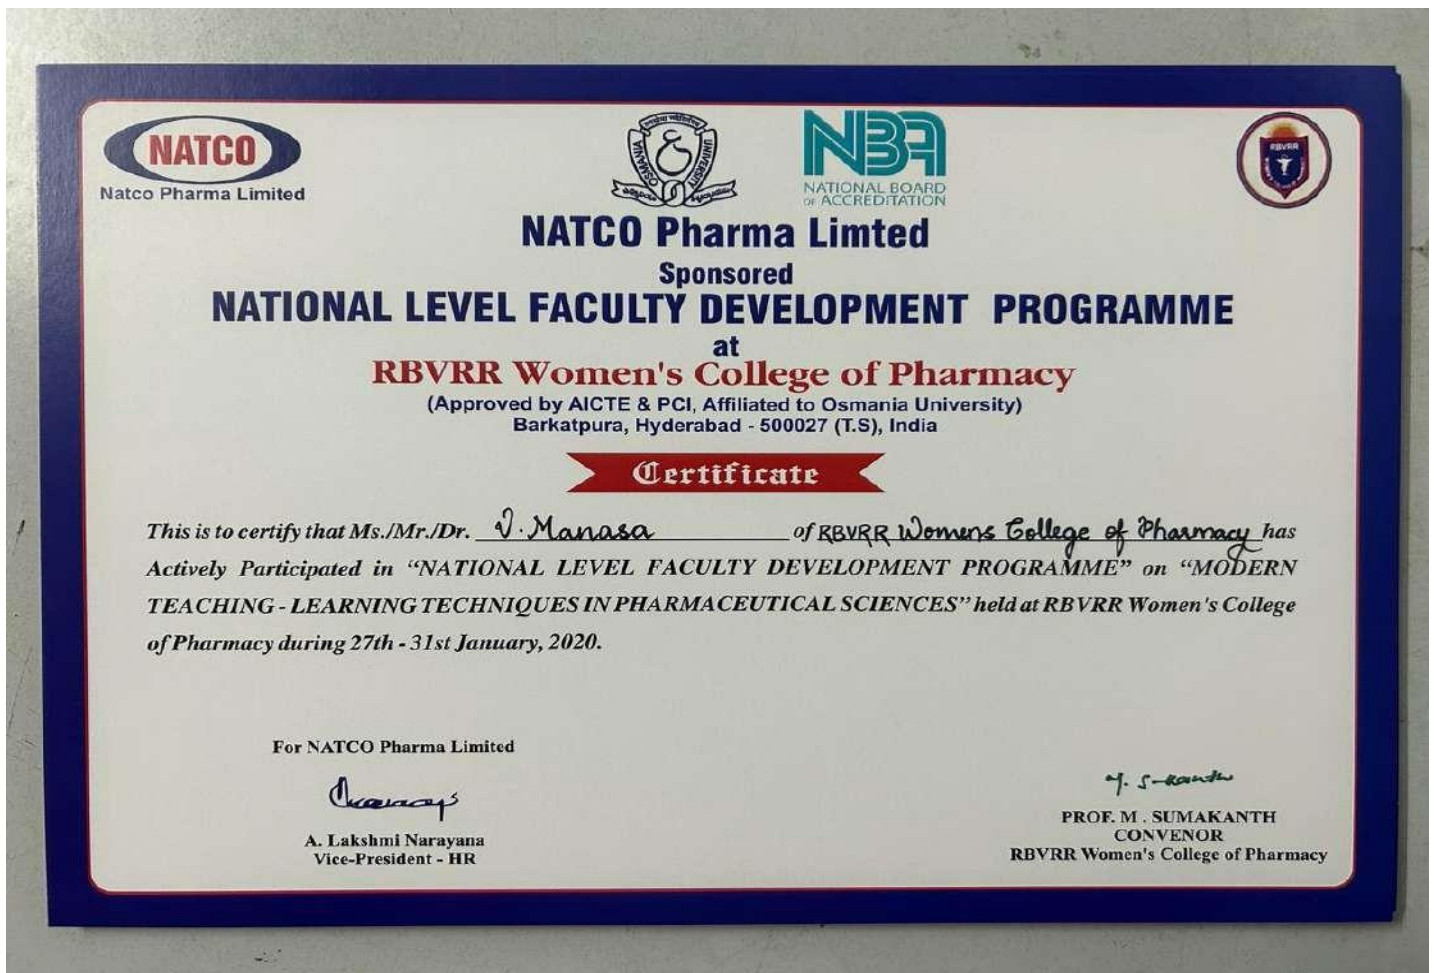 NATCO
Natco Pharma Limited
OSMANIA UNIVERSITY
NBA
NATIONAL BOARD
OF ACCREDITATION
RBVRR
NATCO Pharma Limted
Sponsored
NATIONAL LEVEL FACULTY DEVELOPMENT PROGRAMME
at
RBVRR Women's College of Pharmacy
(Approved by AICTE & PCI, Affiliated to Osmania University)
Barkatpura, Hyderabad - 500027 (T.S), India
Certificate
This is to certify that Ms./Mr./Dr. V. Manasa of RBVRR Womens College of Pharmacy has
Actively Participated in “NATIONAL LEVEL FACULTY DEVELOPMENT PROGRAMME” on “MODERN
TEACHING - LEARNING TECHNIQUES IN PHARMACEUTICAL SCIENCES” held at RBVRR Women's College
of Pharmacy during 27th - 31st January, 2020.
For NATCO Pharma Limited
A. Lakshmi Narayana
Vice-President - HR
PROF. M . SUMAKANTH
CONVENOR
RBVRR Women's College of Pharmacy